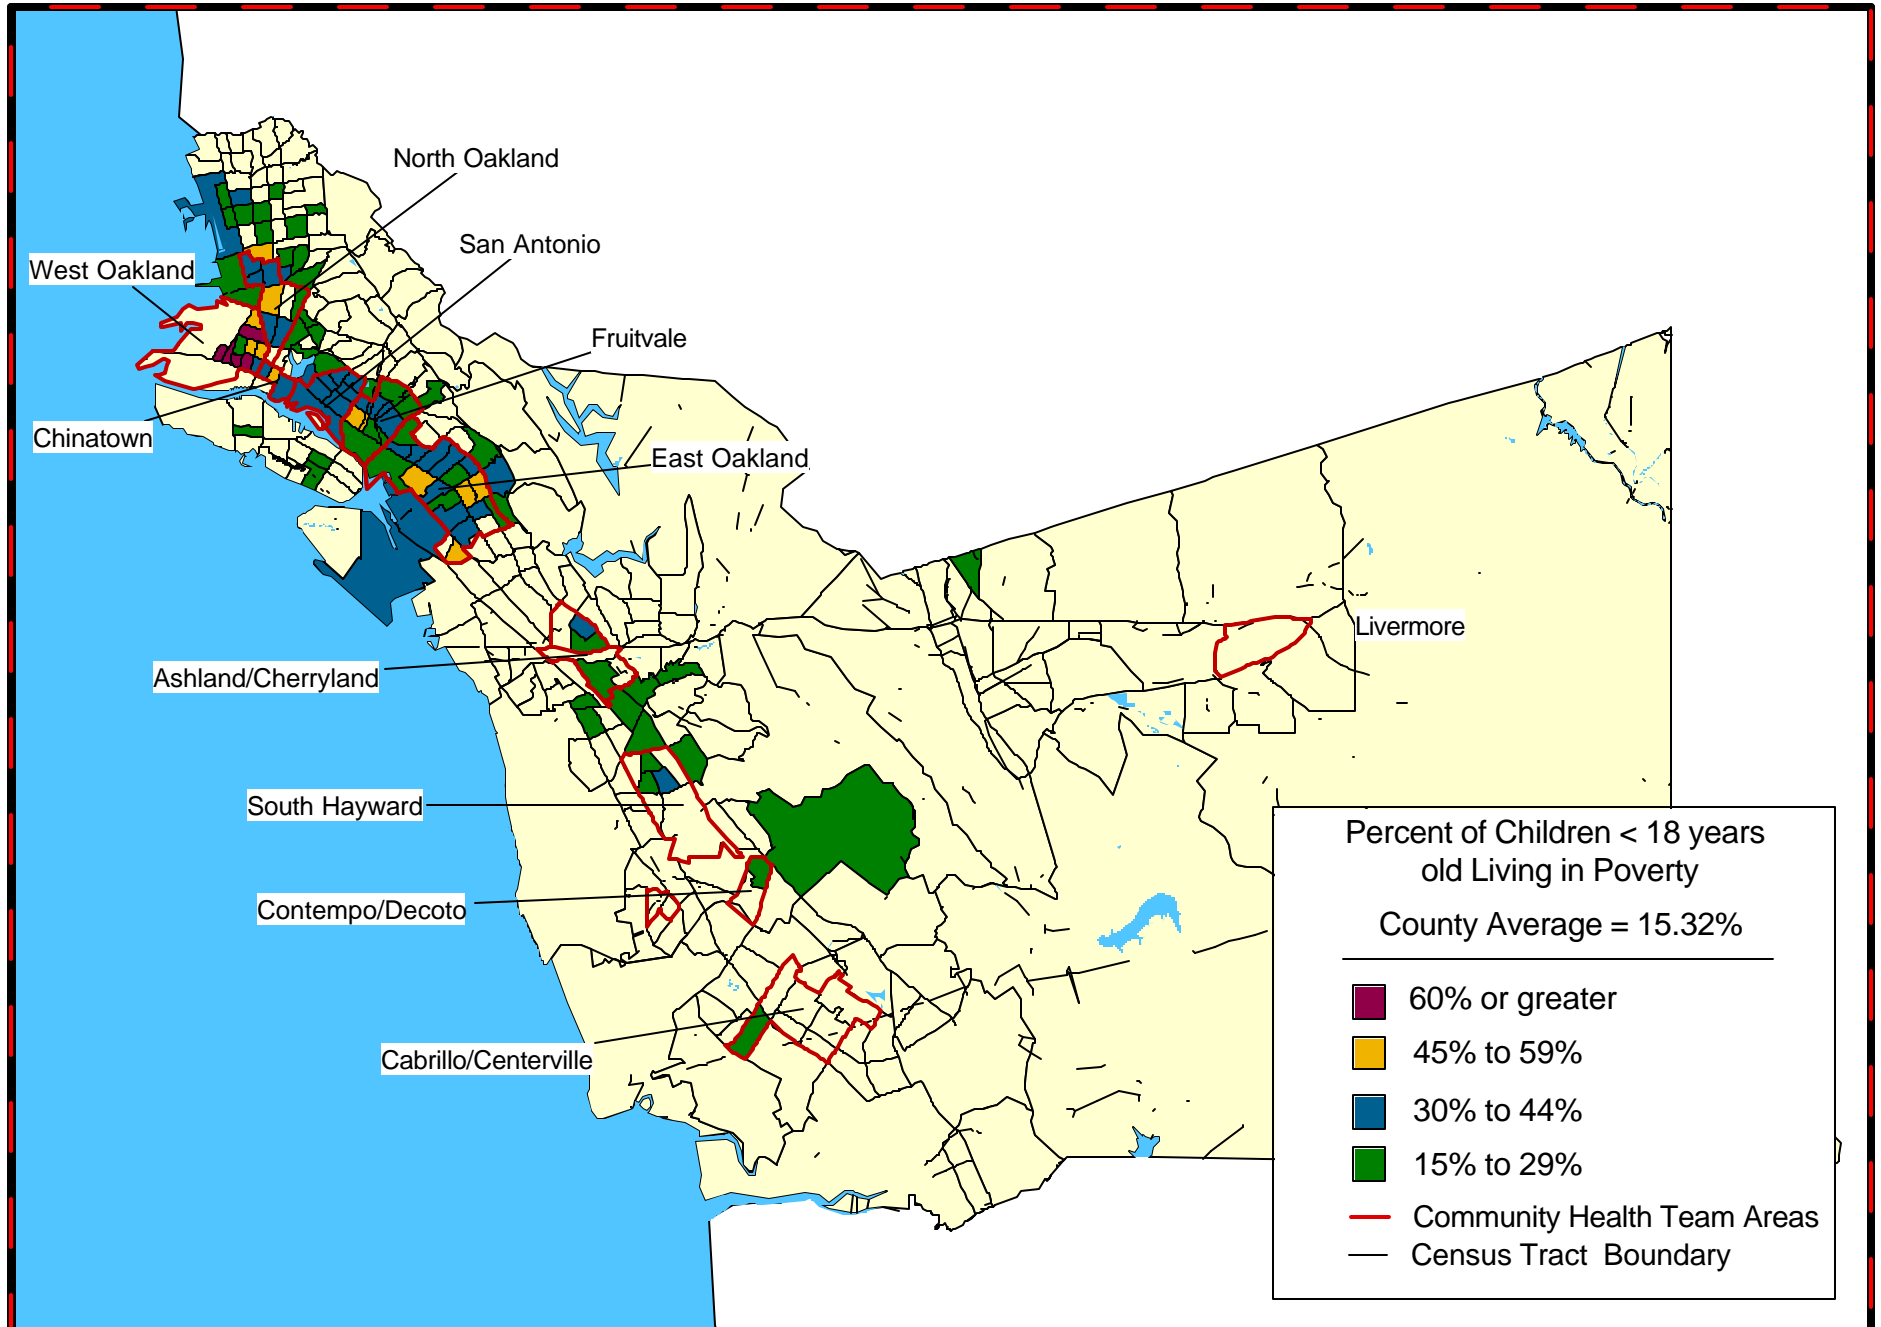 North Oakland
San Antonio
West Oakland
Fruitvale
Chinatown
East Oakland
Livermore
Ashland/Cherryland
South Hayward
Contempo/Decoto
Cabrillo/Centerville
Percent of Children < 18 years
old Living in Poverty
County Average = 15.32%
60% or greater
45% to 59%
30% to 44%
15% to 29%
Community Health Team Areas
Census Tract Boundary